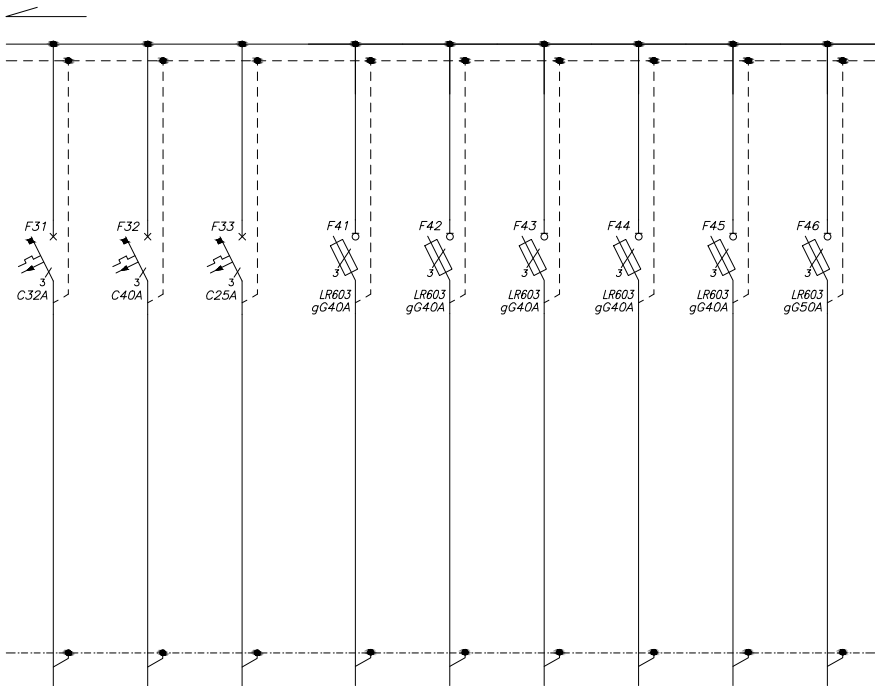 F31 F32 F33 F41 F42 F43 F44 F45 F46
3 3 3 3 3 3 3 3 3
C32A C40A C25A LR603 LR603 LR603 LR603 LR603 LR603
gG40A gG40A gG40A gG40A gG40A gG50A